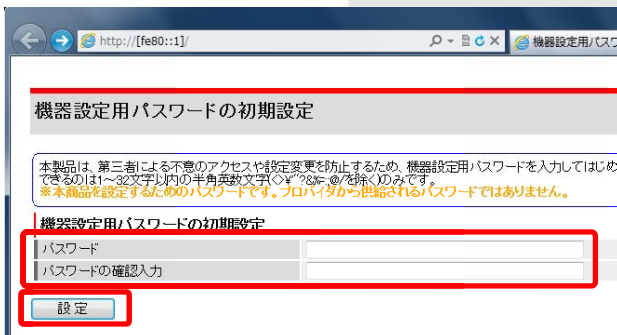 http://[fe80::1]/
機器設定用パスワ
機器設定用パスワードの初期設定
本製品は、第三者による不意のアクセスや設定変更を防止するため、機器設定用パスワードを入力してはじめ
できるのは1~32文字以内の半角英数文字(<>¥"?&%=;@/を除く)のみです。
※本商品を設定するためのパスワードです。プロバイダから供給されるパスワードではありません。
機器設定用パスワードの初期設定
パスワード
パスワードの確認入力
設定